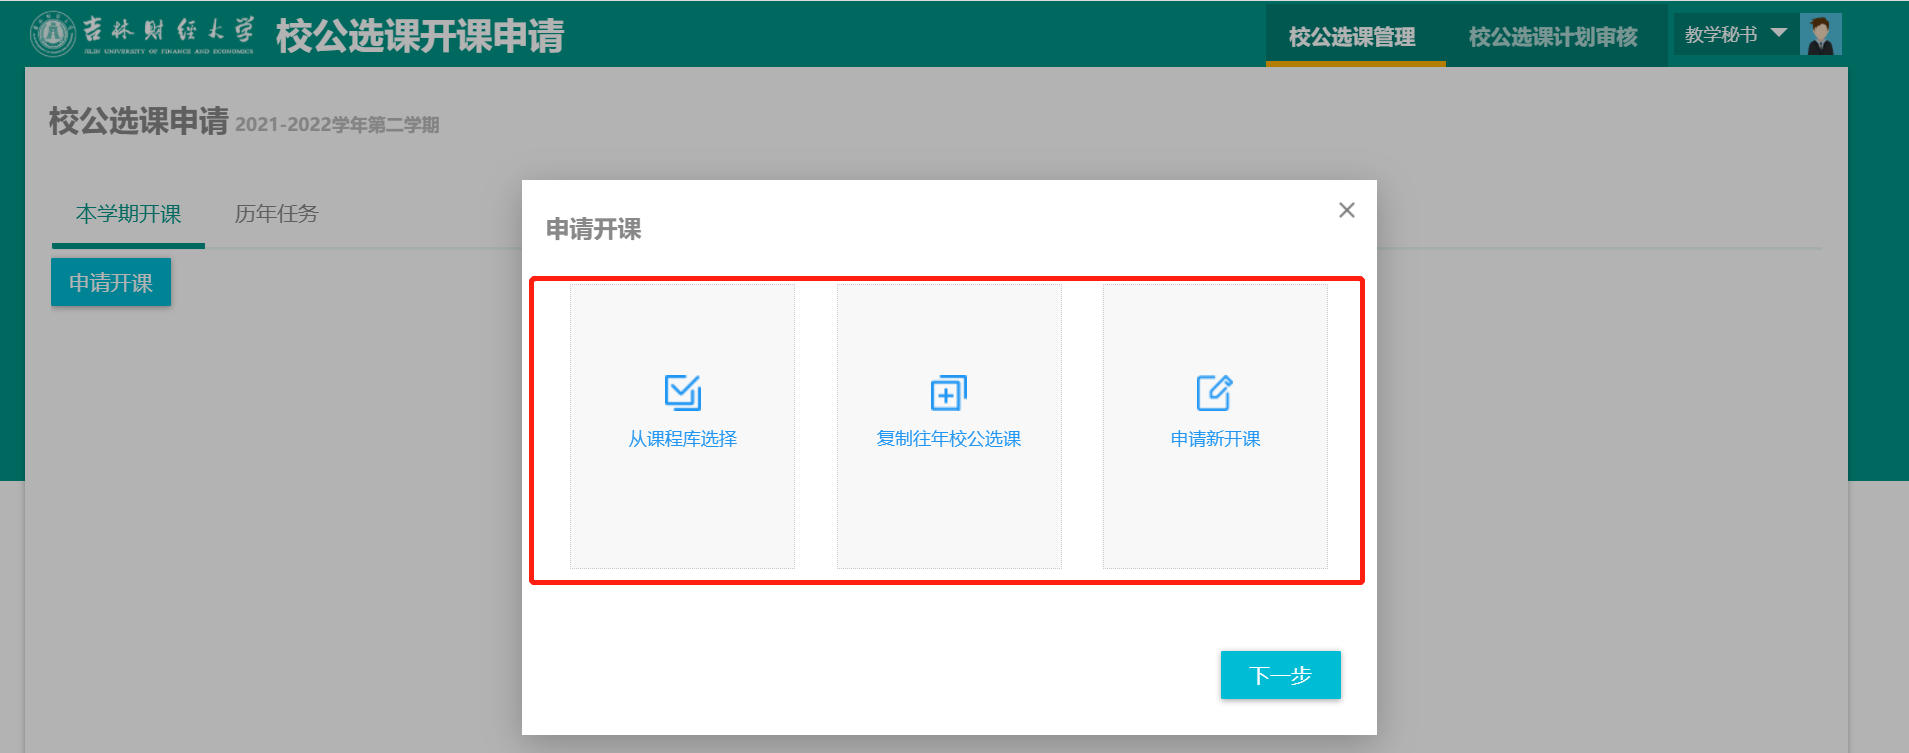 吉林财经大学
JILIN UNIVERSITY OF FINANCE AND ECONOMICS
校公选课开课申请
校公选课管理
校公选课计划审核
教学秘书
校公选课申请 2021-2022学年第二学期
本学期开课
历年任务
申请开课
申请开课
从课程库选择
复制往年校公选课
申请新开课
下一步